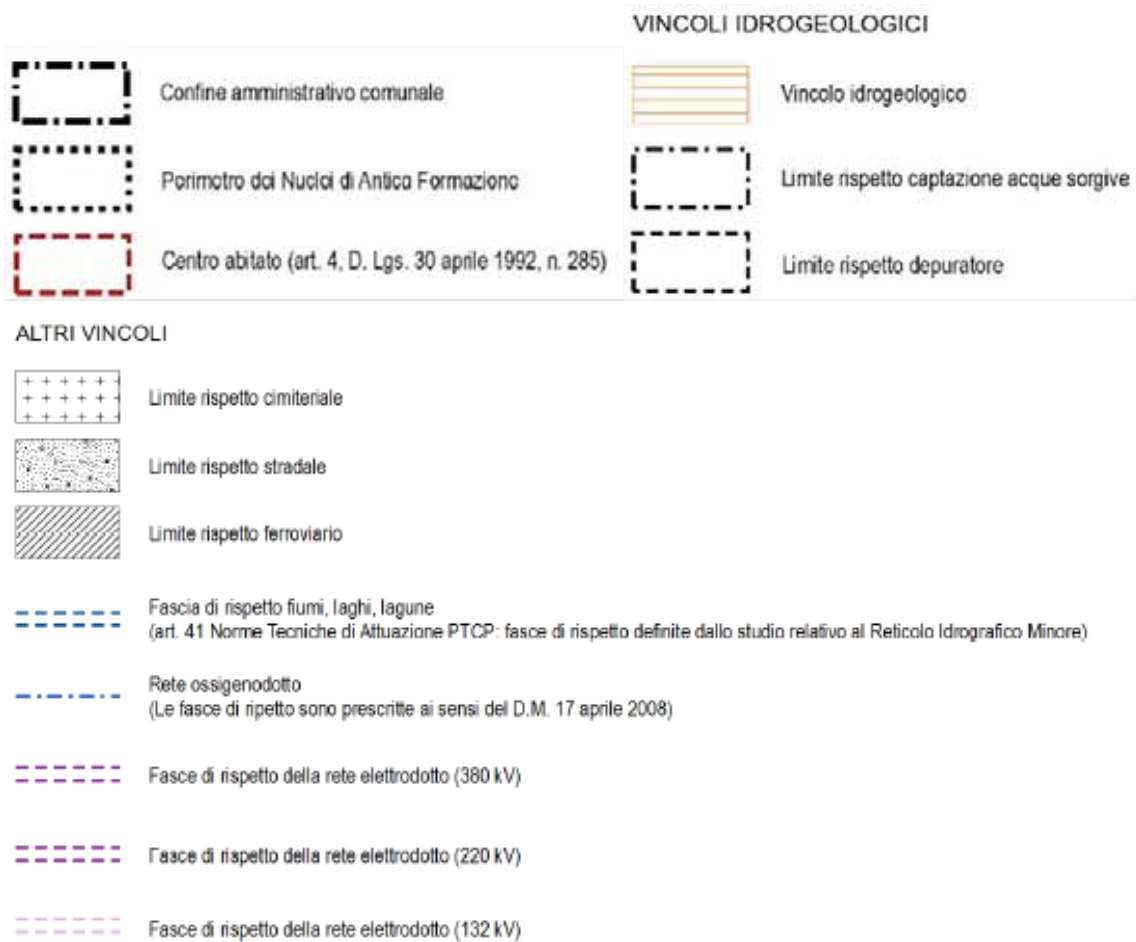 Confine amministrativo comunale
Porimotro doi Nucloi di Antica Formaziono
Centro abitato (art. 4, D. Lgs. 30 aprile 1992, n. 285)
VINCOLI IDROGEOLOGICI
Vincolo idrogeologico
Limite rispetto captazione acque sorgive
Limite rispetto depuratore
ALTRI VINCOLI
Limite rispetto cimiteriale
Limite rispetto stradale
Limite rispetto ferroviario
Fascia di rispetto fiumi, laghi, lagune
(art. 41 Norme Tecniche di Attuazione PTCP: fasce di rispetto definite dallo studio relativo al Reticolo Idrografico Minore)
Rete ossigenodotto
(Le fasce di ripetto sono prescritte ai sensi del D.M. 17 aprile 2008)
Fasce di rispetto della rete elettrodotto (380 kV)
Fasce di rispetto della rete elettrodotto (220 kV)
Fasce di rispetto della rete elettrodotto (132 kV)